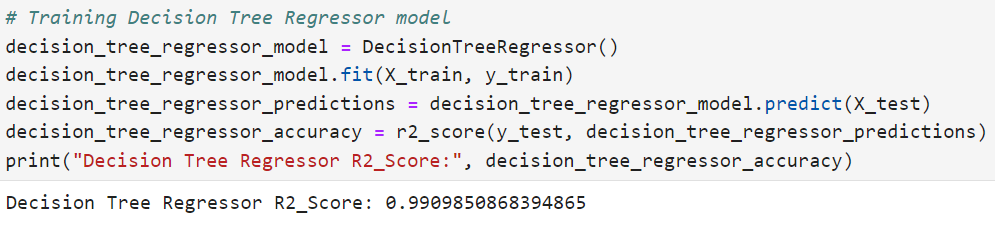 # Training Decision Tree Regressor model
decision_tree_regressor_model = DecisionTreeRegressor()
decision_tree_regressor_model.fit(X_train, y_train)
decision_tree_regressor_predictions = decision_tree_regressor_model.predict(X_test)
decision_tree_regressor_accuracy = r2_score(y_test, decision_tree_regressor_predictions)
print("Decision Tree Regressor R2_Score:", decision_tree_regressor_accuracy)
Decision Tree Regressor R2_Score: 0.9909850868394865